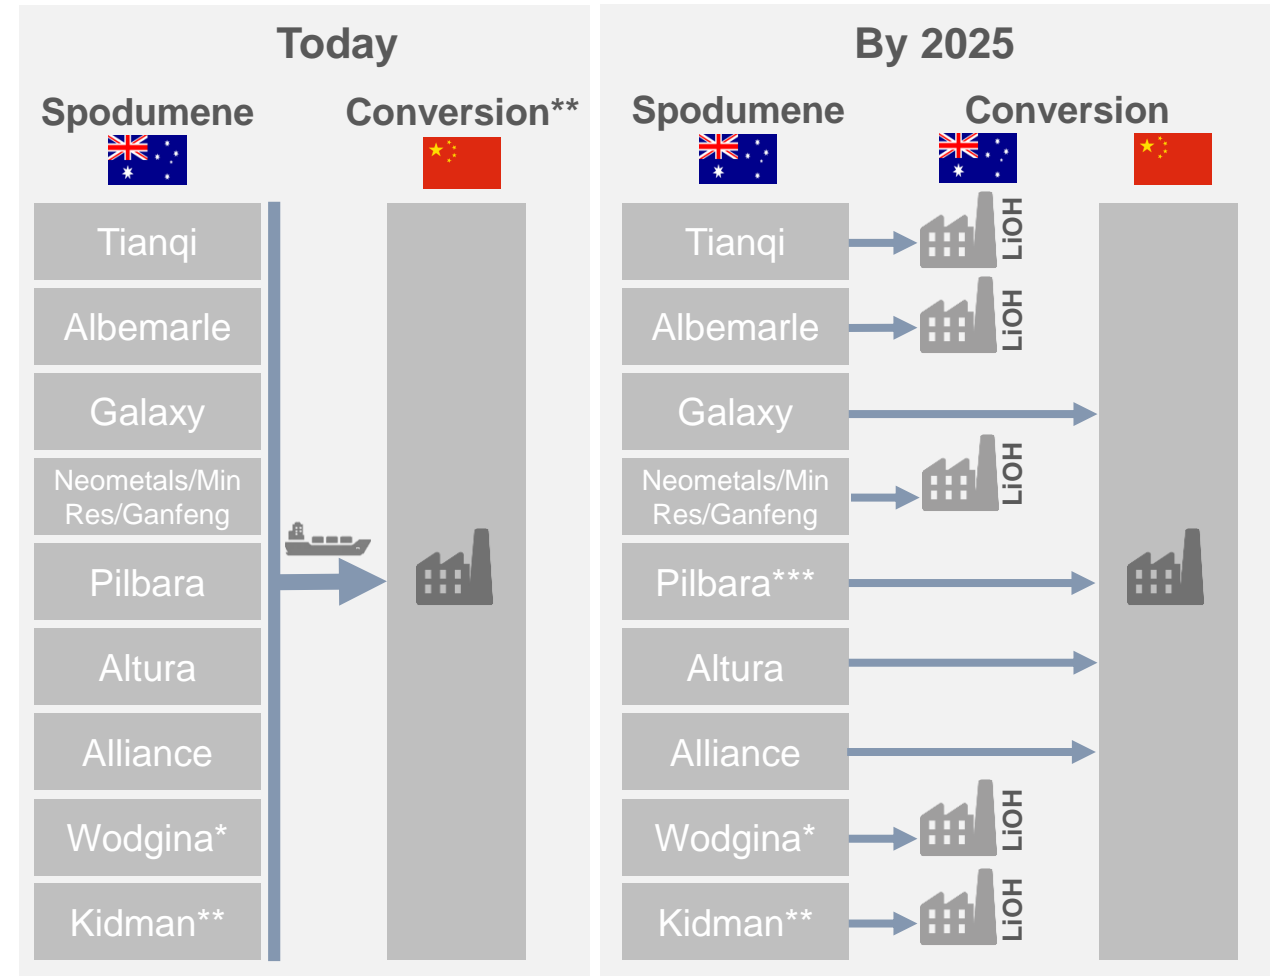 Today
Spodumene
Conversion**
Tianqi
Albemarle
Galaxy
Neometals/Min
Res/Ganfeng
Pilbara
Altura
Alliance
Wodgina*
Kidman**
By 2025
Spodumene
Conversion
Tianqi
LiOH
Albemarle
LiOH
Galaxy
Neometals/Min
Res/Ganfeng
LiOH
Pilbara***
Altura
Alliance
Wodgina*
LiOH
Kidman**
LiOH